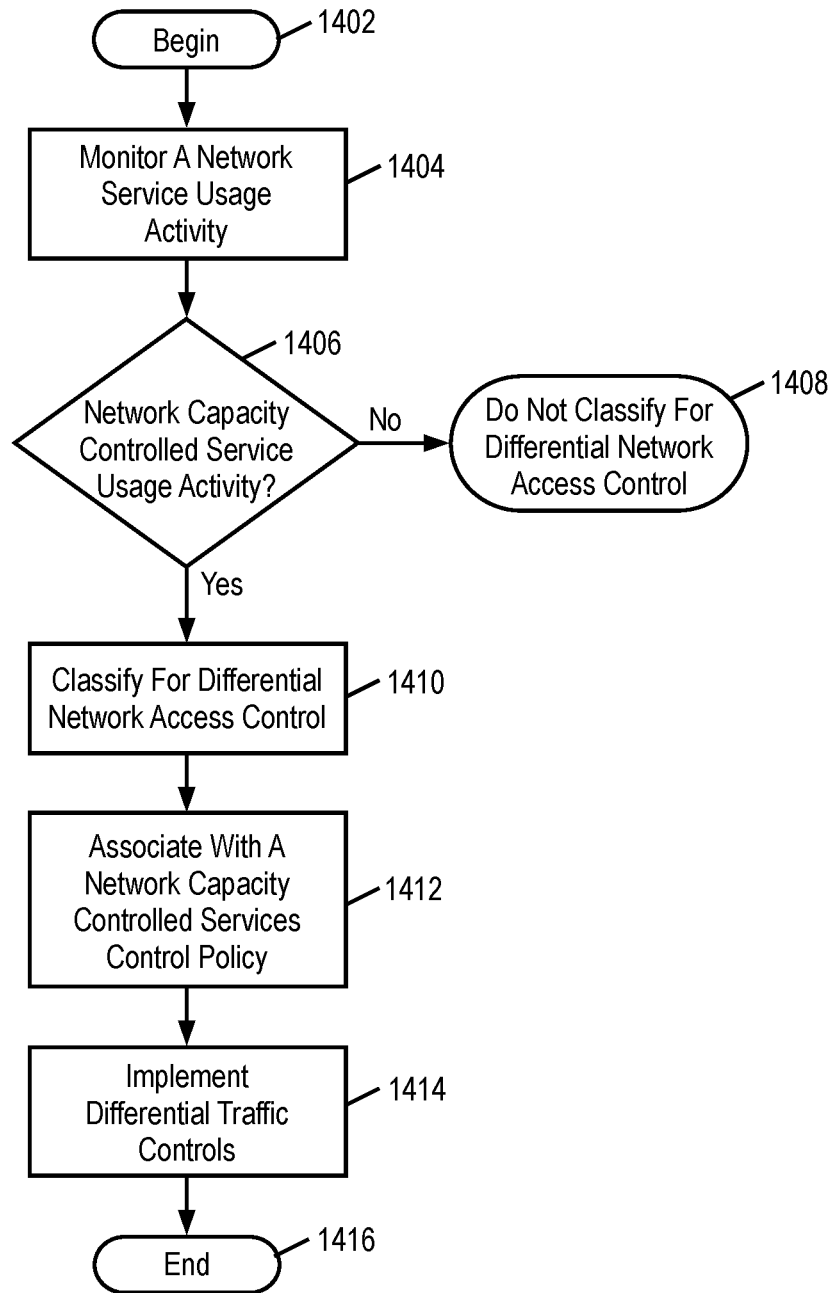 Begin
1402
Monitor A Network
Service Usage
Activity
1404
1406
Network Capacity
Controlled Service
Usage Activity?
No
Do Not Classify For
Differential Network
Access Control
1408
Yes
Classify For Differential
Network Access Control
1410
Associate With A
Network Capacity
Controlled Services
Control Policy
1412
Implement
Differential Traffic
Controls
1414
End
1416